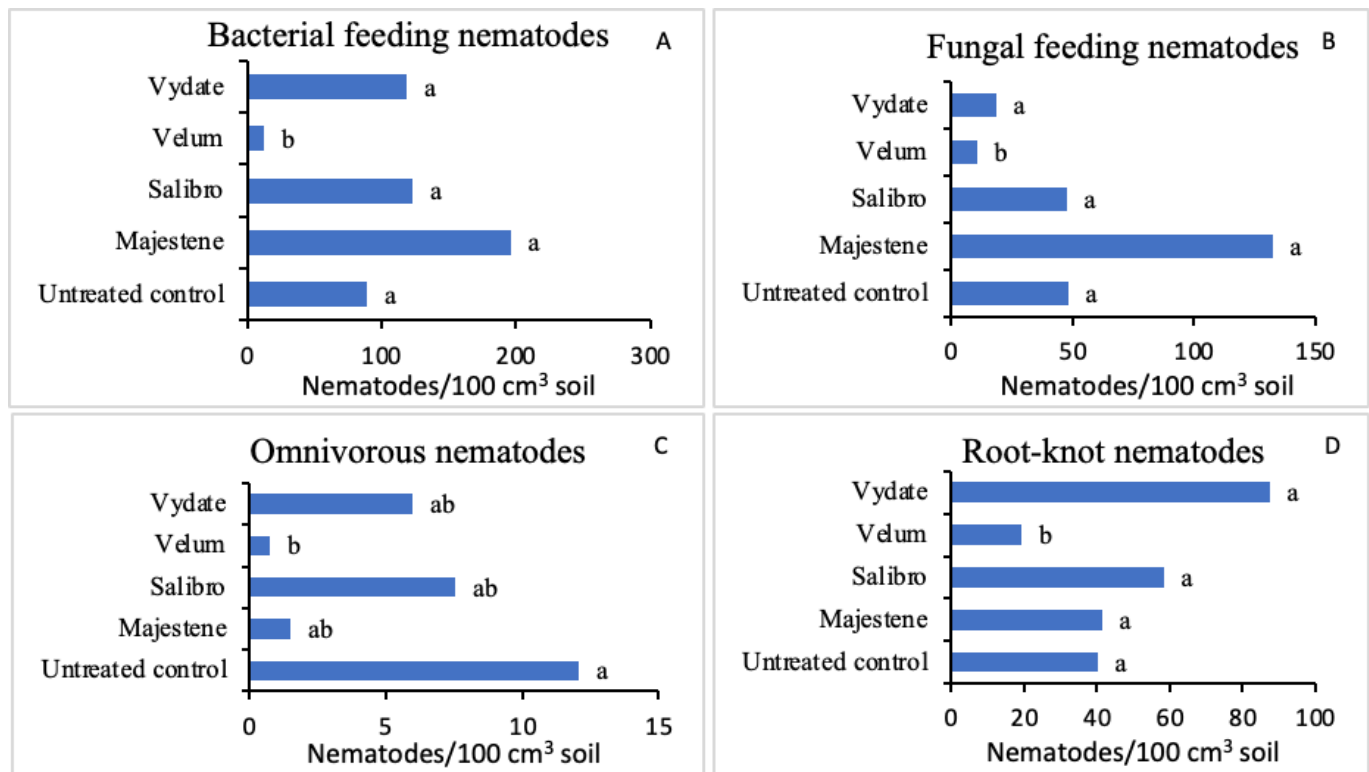 Bacterial feeding nematodes A
Vydate a
Velum b
Salibro a
Majestene a
Untreated control a
0 100 200 300
Nematodes/100 cm³ soil
Fungal feeding nematodes B
Vydate a
Velum b
Salibro a
Majestene a
Untreated control a
0 50 100 150
Nematodes/100 cm³ soil
Omnivorous nematodes C
Vydate ab
Velum b
Salibro ab
Majestene ab
Untreated control a
0 5 10 15
Nematodes/100 cm³ soil
Root-knot nematodes D
Vydate a
Velum b
Salibro a
Majestene a
Untreated control a
0 20 40 60 80 100
Nematodes/100 cm³ soil